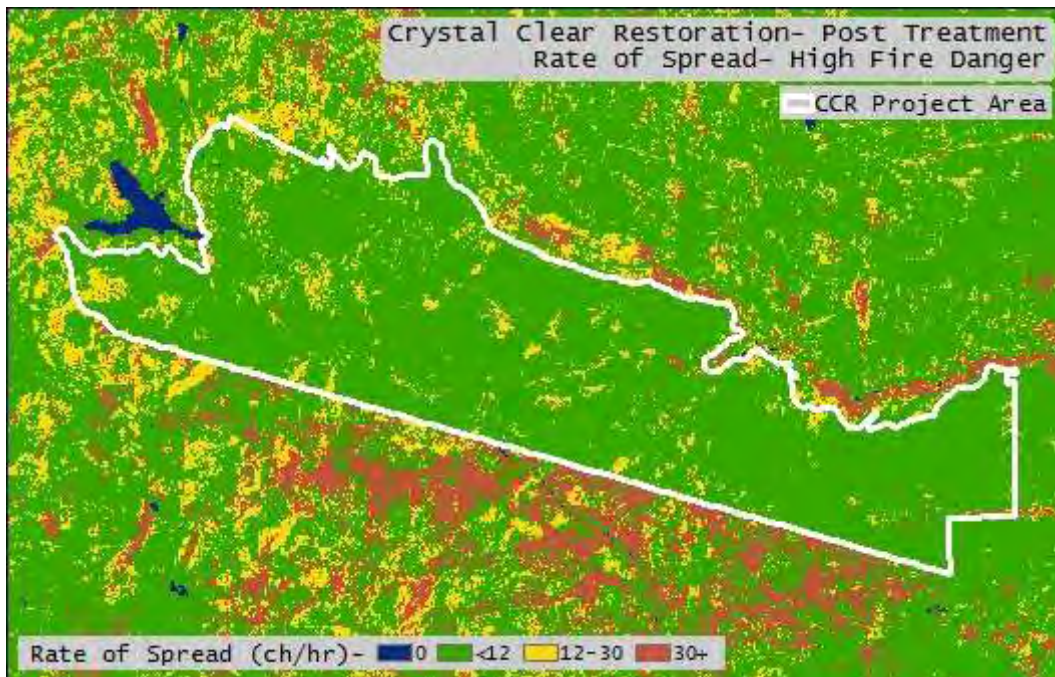 Crystal Clear Restoration- Post Treatment
Rate of Spread- High Fire Danger
CCR Project Area
Rate of Spread (ch/hr)- 0 <12 12-30 30+